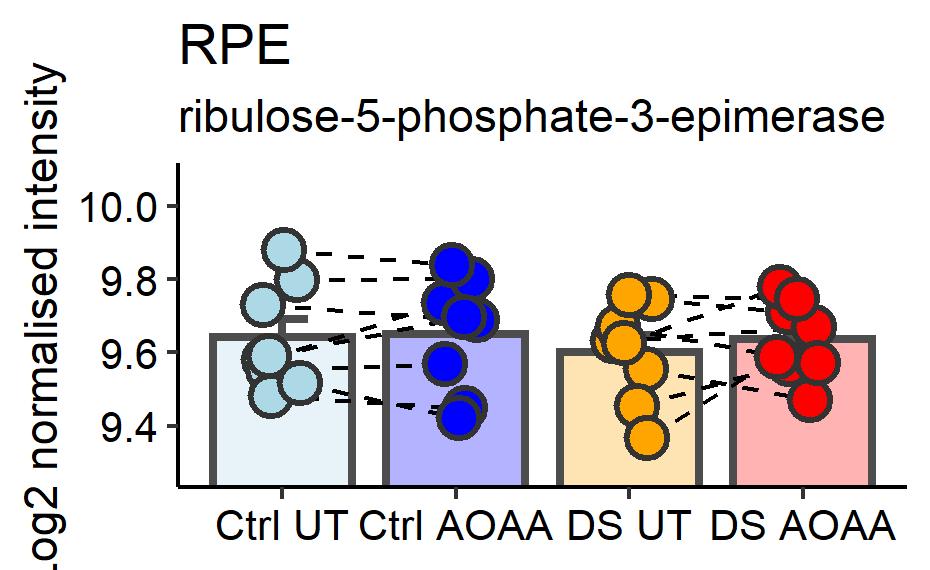 RPE
ribulose-5-phosphate-3-epimerase
.og2 normalised intensity
10.0
9.8
9.6
9.4
Ctrl UT Ctrl AOAA DS UT DS AOAA